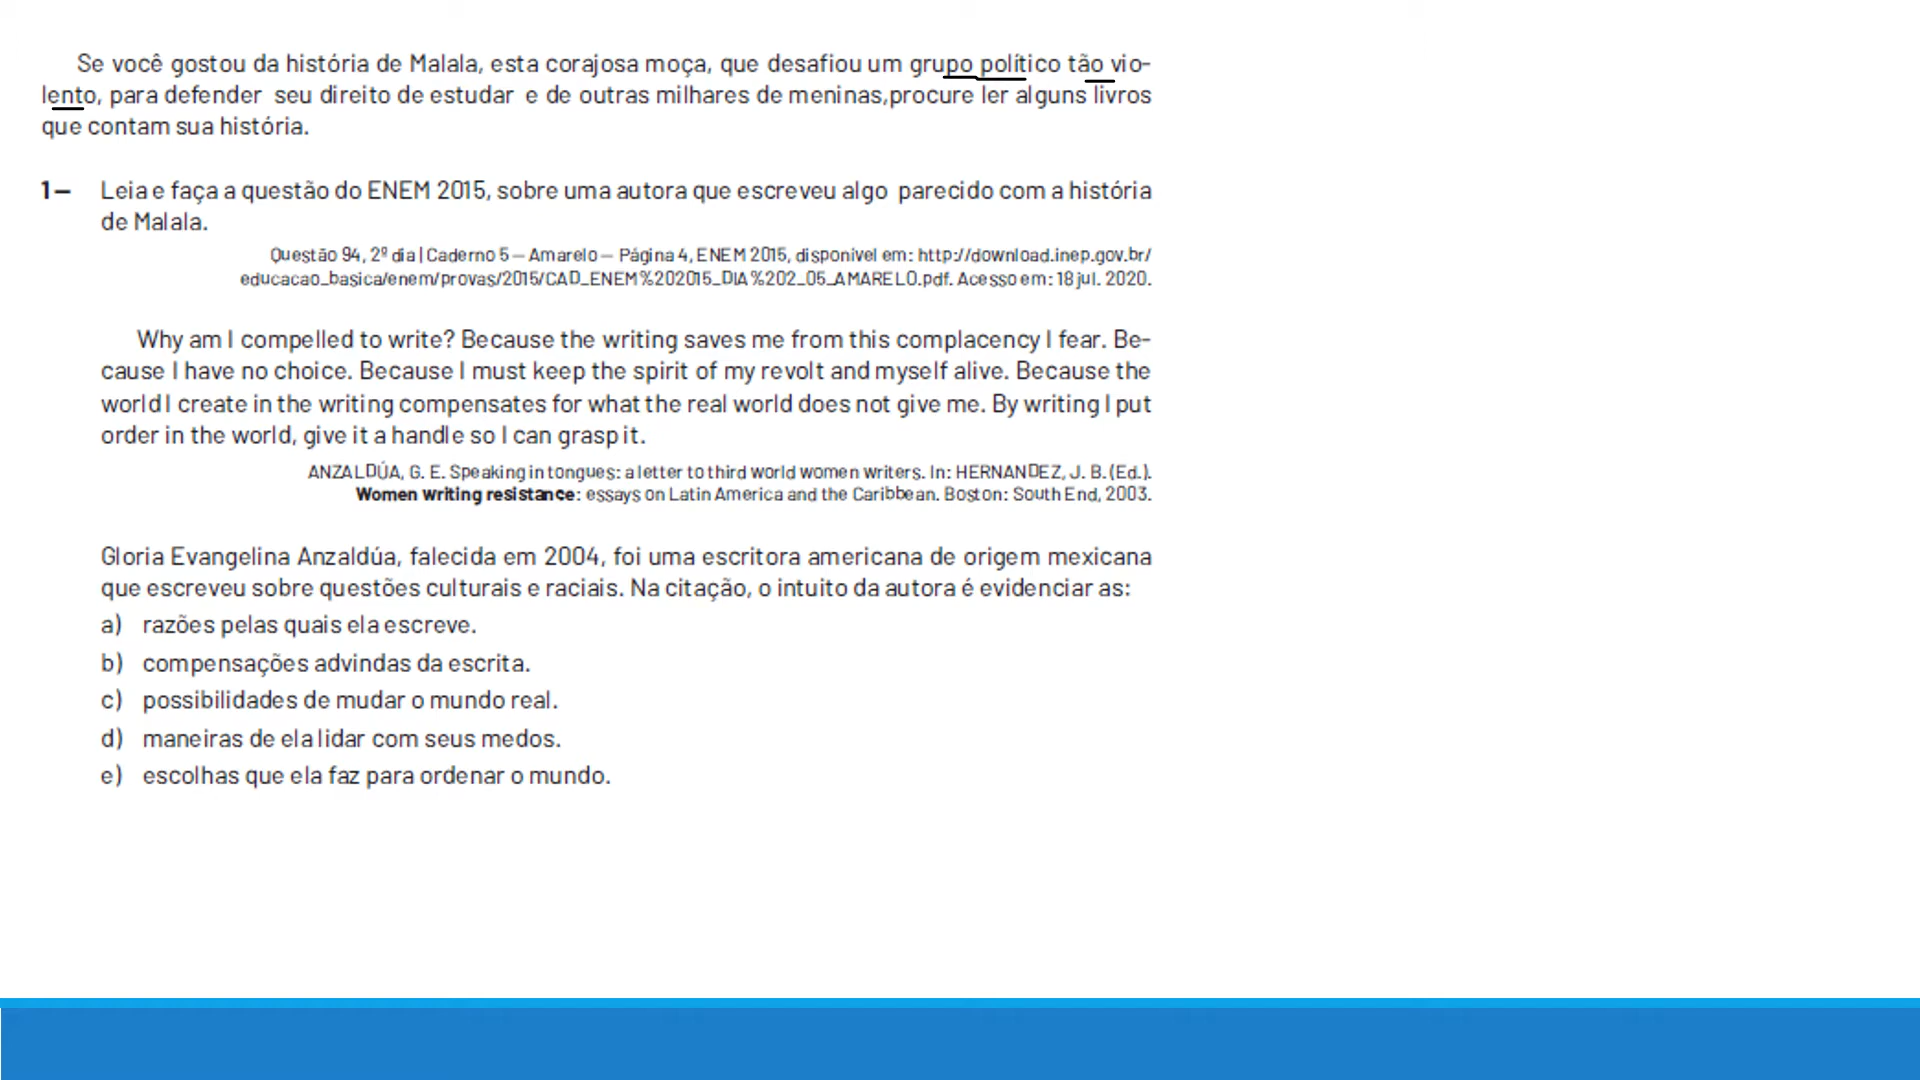 Se você gostou da história de Malala, esta corajosa moça, que desafiou um grupo político tão vio-
lento, para defender seu direito de estudar e de outras milhares de meninas,procure ler alguns livros
que contam sua história.
1– Leia e faça a questão do ENEM 2015, sobre uma autora que escreveu algo parecido com a história
de Malala.
Questão 94, 2º dia | Caderno 5 – Amarelo – Página 4, ENEM 2015, disponível em: http://download.inep.gov.br/
educacao_basica/enem/provas/2015/CAD_ENEM%202015_DIA%202_05_AMARELO.pdf. Acesso em: 18 jul. 2020.
Why am I compelled to write? Because the writing saves me from this complacency I fear. Be-
cause I have no choice. Because I must keep the spirit of my revolt and myself alive. Because the
world I create in the writing compensates for what the real world does not give me. By writing I put
order in the world, give it a handle so I can grasp it.
ANZALDÚA, G. E. Speaking in tongues: a letter to third world women writers. In: HERNANDEZ, J. B.(Ed.).
Women writing resistance: essays on Latin America and the Caribbean. Boston: South End, 2003.
Gloria Evangelina Anzaldúa, falecida em 2004, foi uma escritora americana de origem mexicana
que escreveu sobre questões culturais e raciais. Na citação, o intuito da autora é evidenciar as:
a) razões pelas quais ela escreve.
b) compensações advindas da escrita.
c) possibilidades de mudar o mundo real.
d) maneiras de ela lidar com seus medos.
e) escolhas que ela faz para ordenar o mundo.